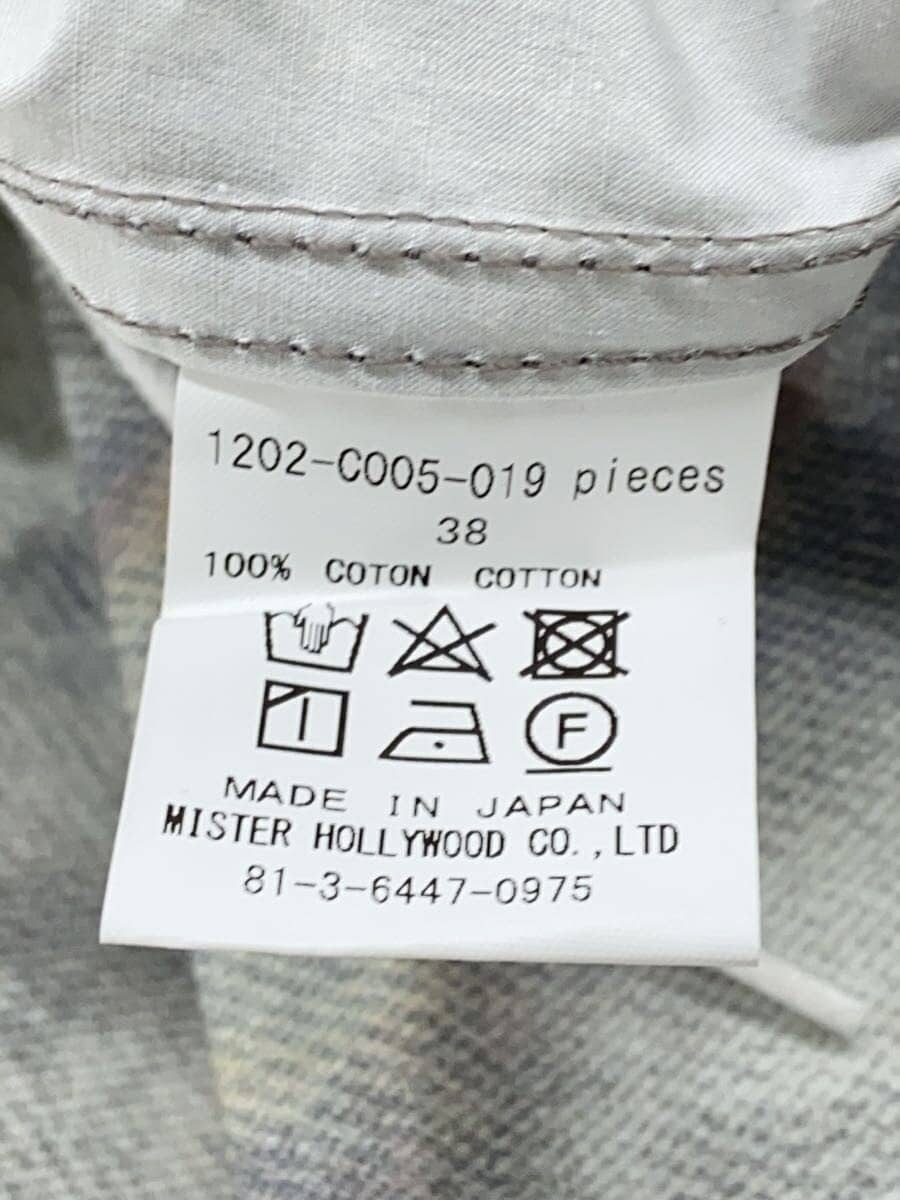 1202-C005-019 pieces
38
100% COTON COTTON
F
MADE IN JAPAN
MISTER HOLLYWOOD CO.,LTD
81-3-6447-0975